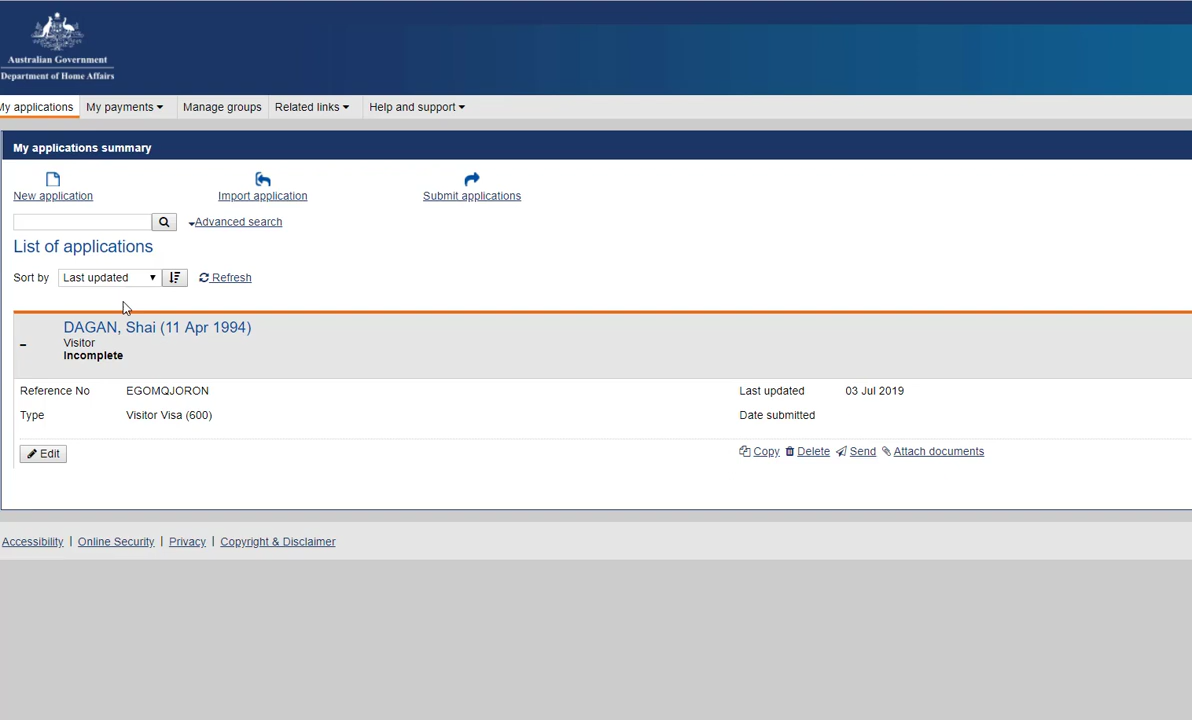 Australian Government
Department of Home Affairs
My applications My payments Manage groups Related links Help and support
My applications summary
New application Import application Submit applications
Advanced search
List of applications
Sort by Last updated Refresh
DAGAN, Shai (11 Apr 1994)
Visitor
Incomplete
Reference No EGOMQJORON Last updated 03 Jul 2019
Type Visitor Visa (600) Date submitted
Edit Copy Delete Send Attach documents
Accessibility | Online Security | Privacy | Copyright & Disclaimer